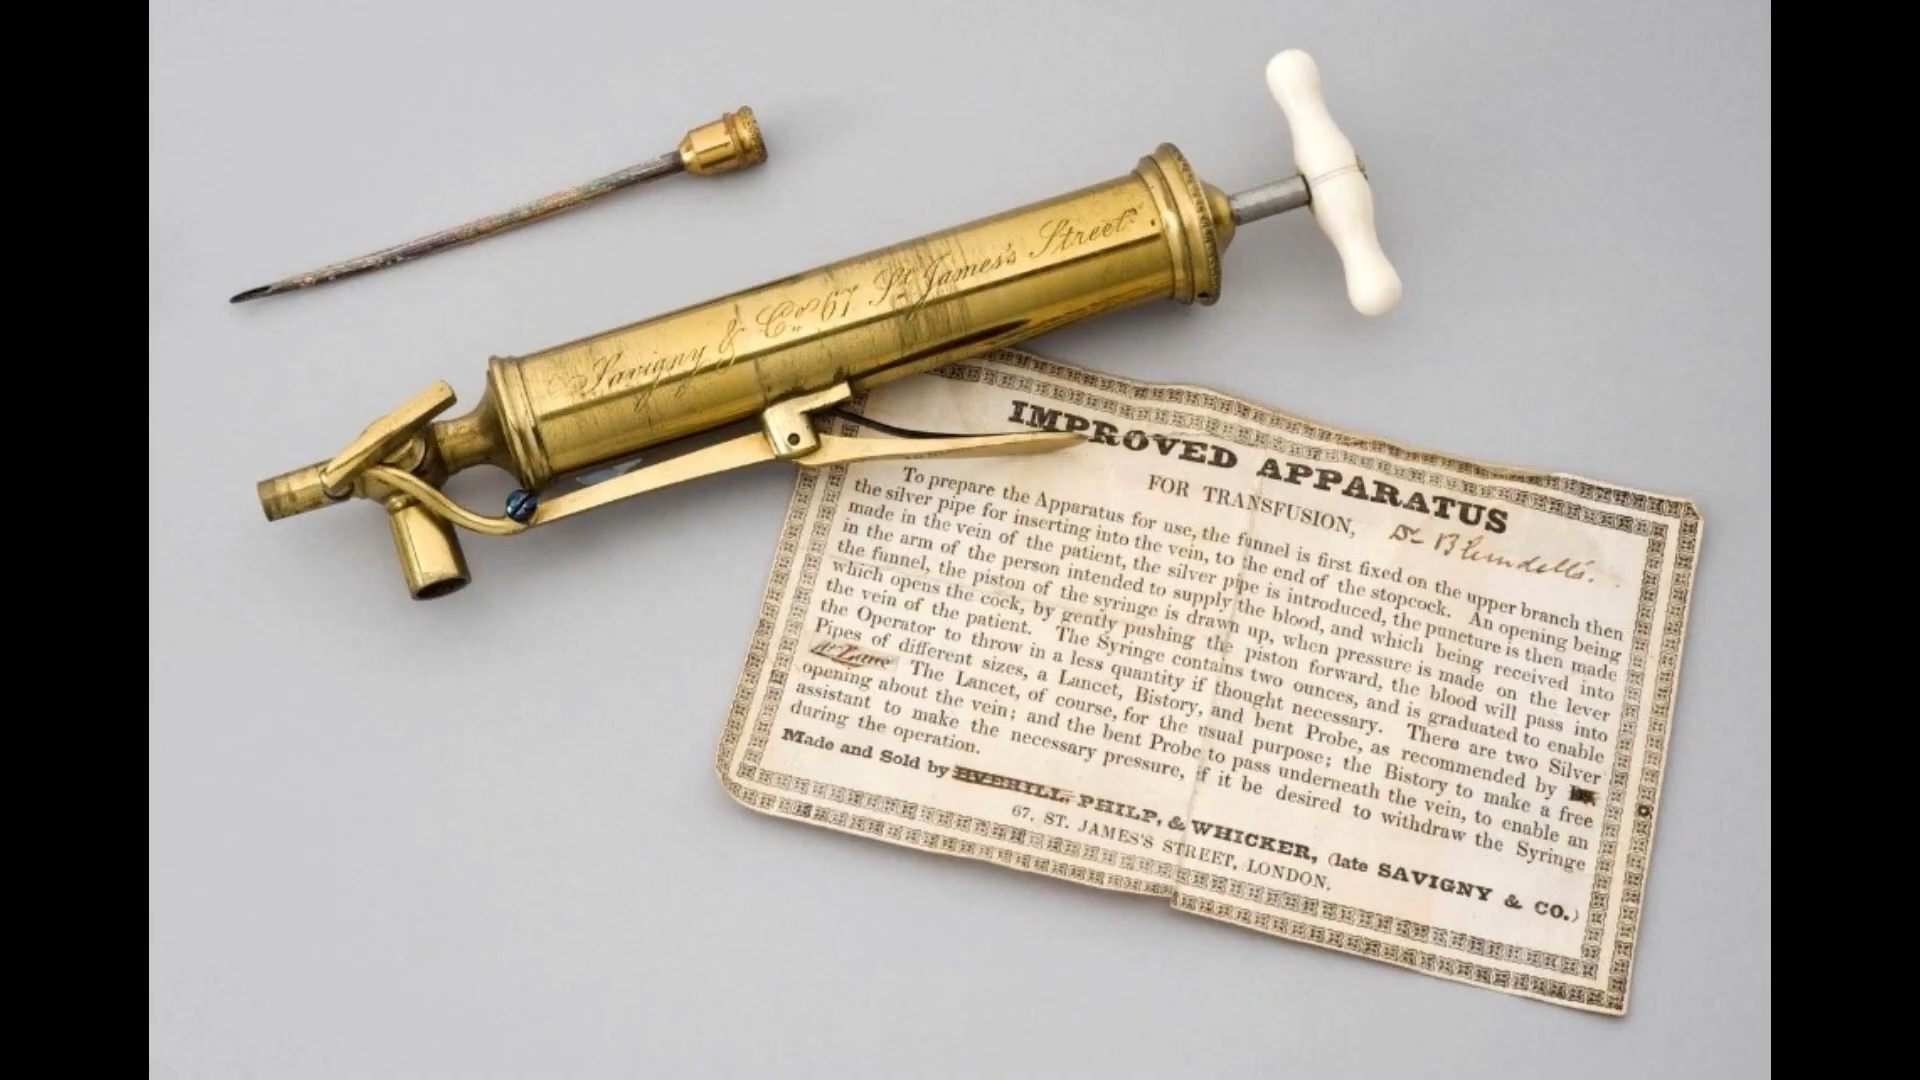 Savigny & Co 67 St James's Street
IMPROVED APPARATUS
FOR TRANSFUSION, Dr Blundell's.
To prepare the Apparatus for use, the funnel is first fixed on the upper branch then
the silver pipe for inserting into the vein, to the end of the stopcock. An opening being
made in the vein of the patient, the silver pipe is introduced, the puncture is then made
in the arm of the person intended to supply the blood, and which being received into
the funnel, the piston of the syringe is drawn up, when pressure is made on the lever
which opens the cock, by gently pushing the piston forward, the blood will pass into
the vein of the patient. The Syringe contains two ounces, and is graduated to enable
the Operator to throw in a less quantity if thought necessary. There are two Silver
Pipes of different sizes, a Lancet, Bistory, and bent Probe, as recommended by
Mr Lane The Lancet, of course, for the usual purpose; the Bistory to make a free
opening about the vein; and the bent Probe to pass underneath the vein, to enable an
assistant to make the necessary pressure, if it be desired to withdraw the Syringe
during the operation.
Made and Sold by PHILP, & WHICKER, (late SAVIGNY & CO.)
67, ST. JAMES'S STREET, LONDON.